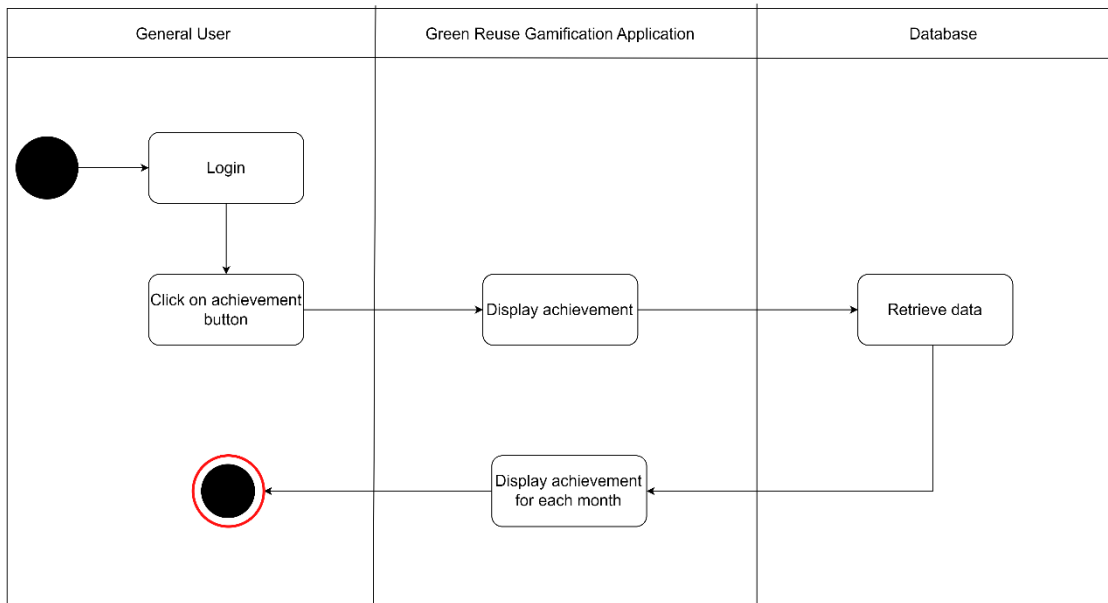 General User
Green Reuse Gamification Application
Database
Login
Click on achievement
button
Display achievement
Retrieve data
Display achievement
for each month